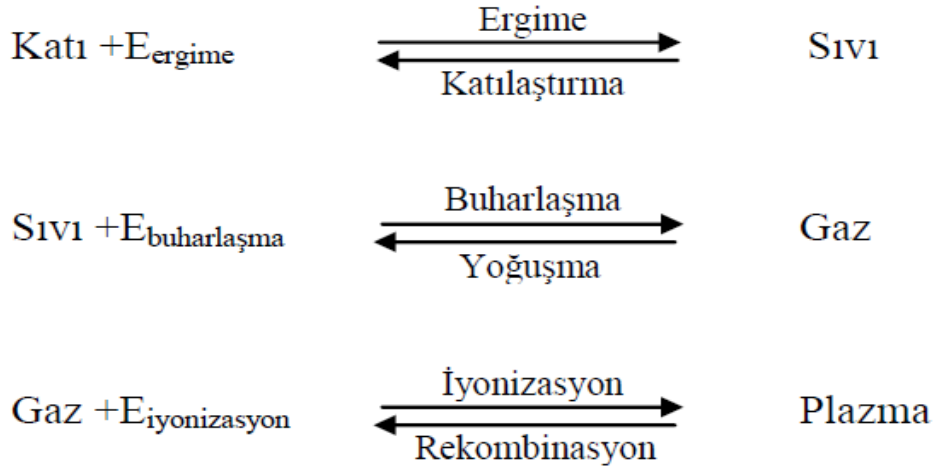 Ergime
Katı +Eergime Sıvı
Katılaştırma
Buharlaşma
Sıvı +Ebuharlaşma Gaz
Yoğuşma
İyonizasyon
Gaz +Eiyonizasyon Plazma
Rekombinasyon